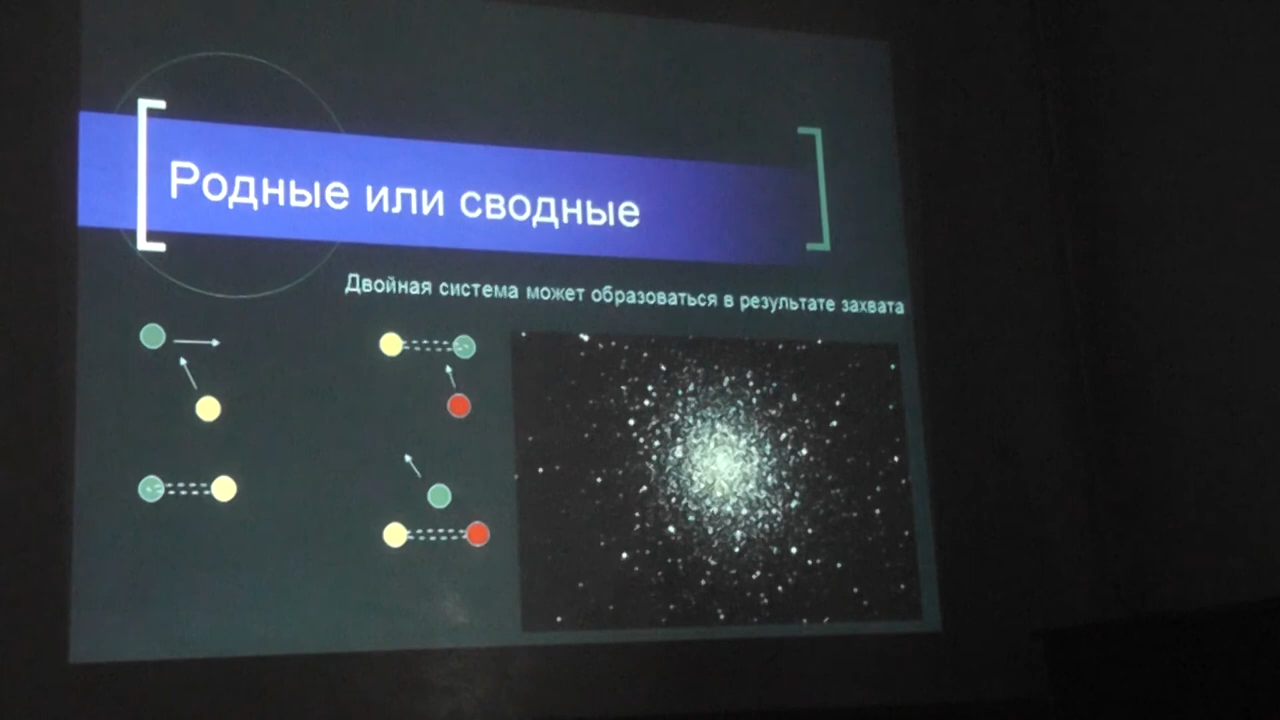 Родные или сводные
Двойная система может образоваться в результате захвата